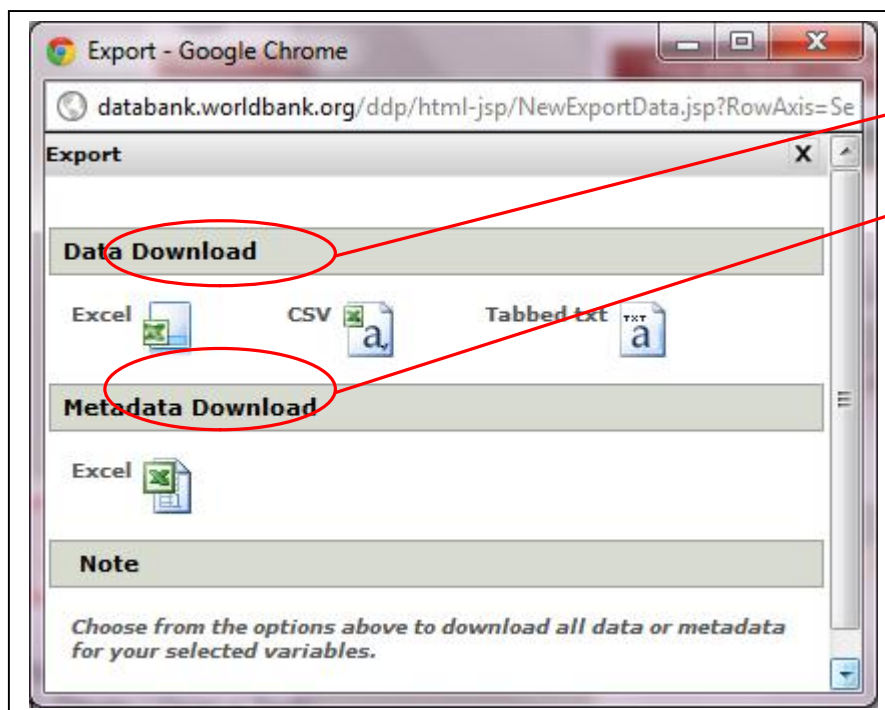 Export - Google Chrome
databank.worldbank.org/ddp/html-jsp/NewExportData.jsp?RowAxis=Se
Export X
Data Download
Excel CSV Tabbed txt
Metadata Download
Excel
Note
Choose from the options above to download all data or metadata
for your selected variables.